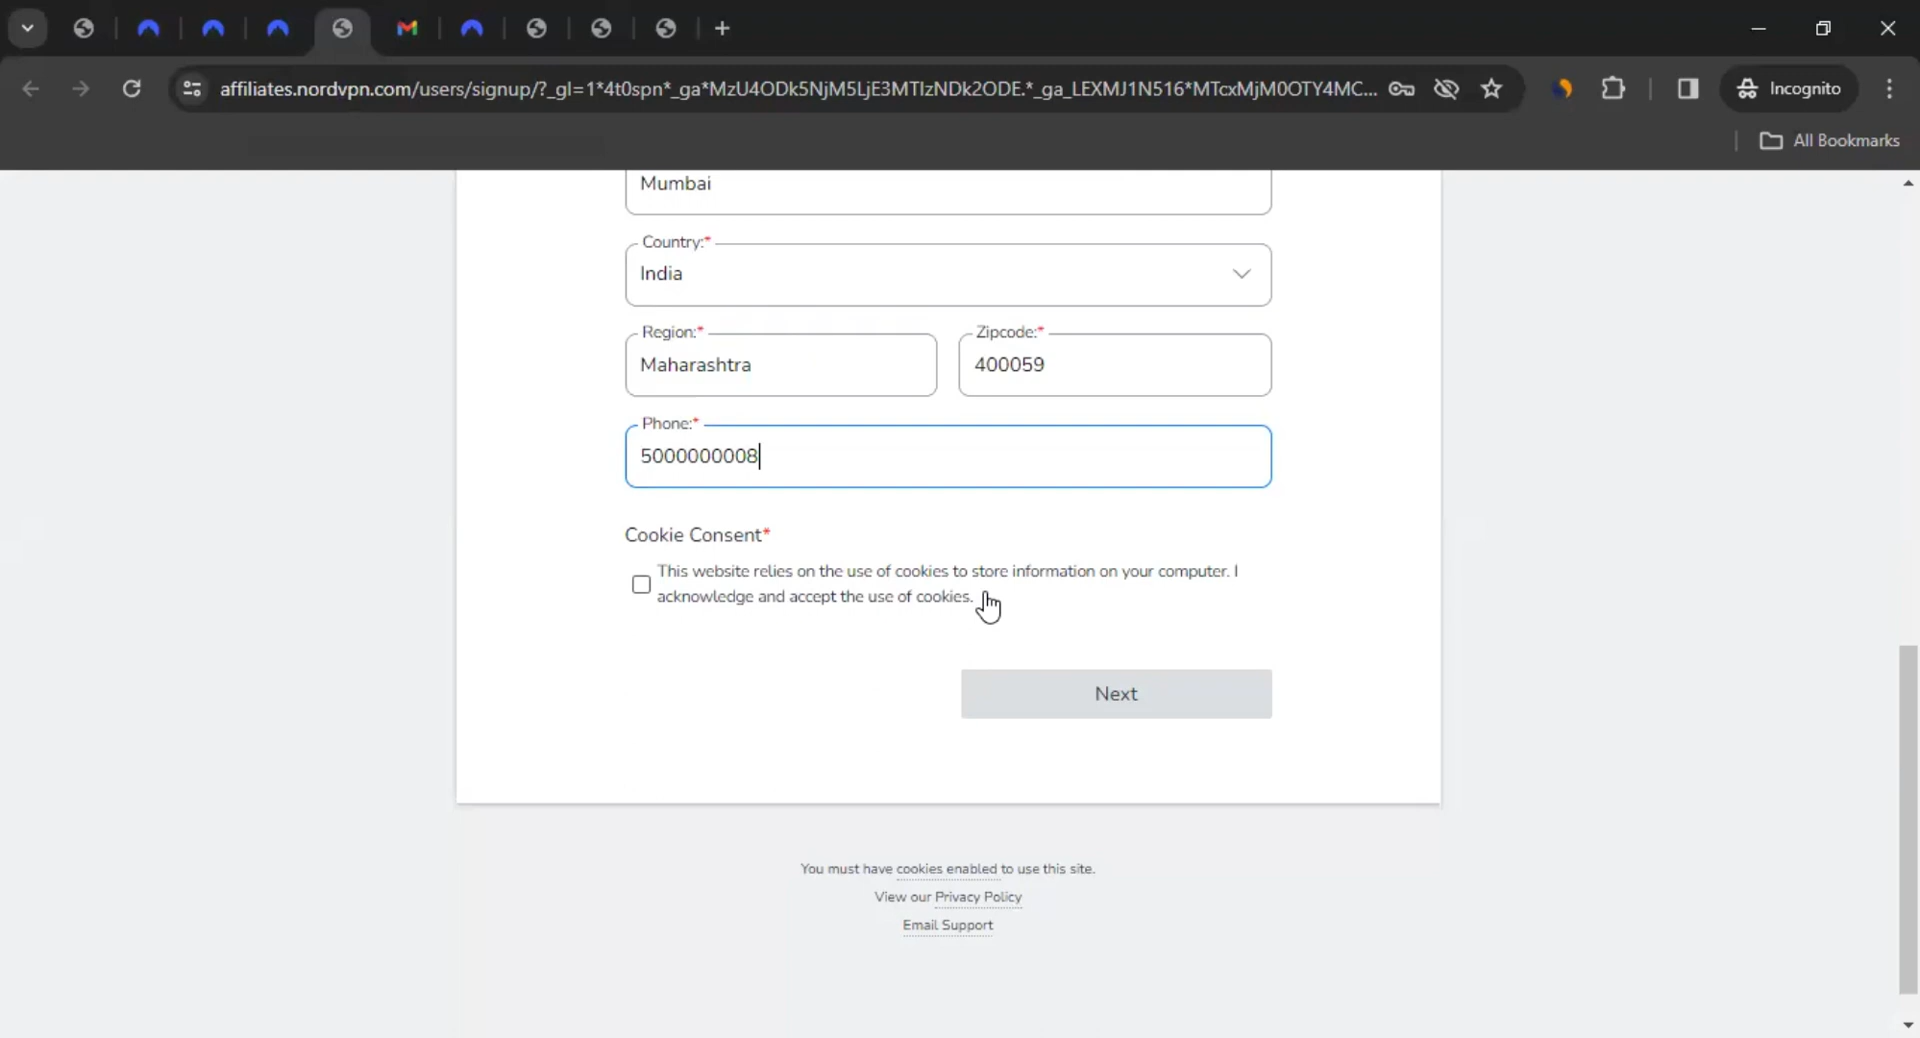 affiliates.nordvpn.com/users/signup/?_gl=1*4t0spn*_ga*MzU4ODk5NjM5LjE3MTIzNDk2ODE.*_ga_LEXMJ1N516*MTcxMjM0OTY4MC...
Incognito
All Bookmarks
Mumbai
Country:*
India
Region:* Zipcode:*
Maharashtra 400059
Phone:*
5000000008
Cookie Consent*
This website relies on the use of cookies to store information on your computer. I
acknowledge and accept the use of cookies.
Next
You must have cookies enabled to use this site.
View our Privacy Policy
Email Support